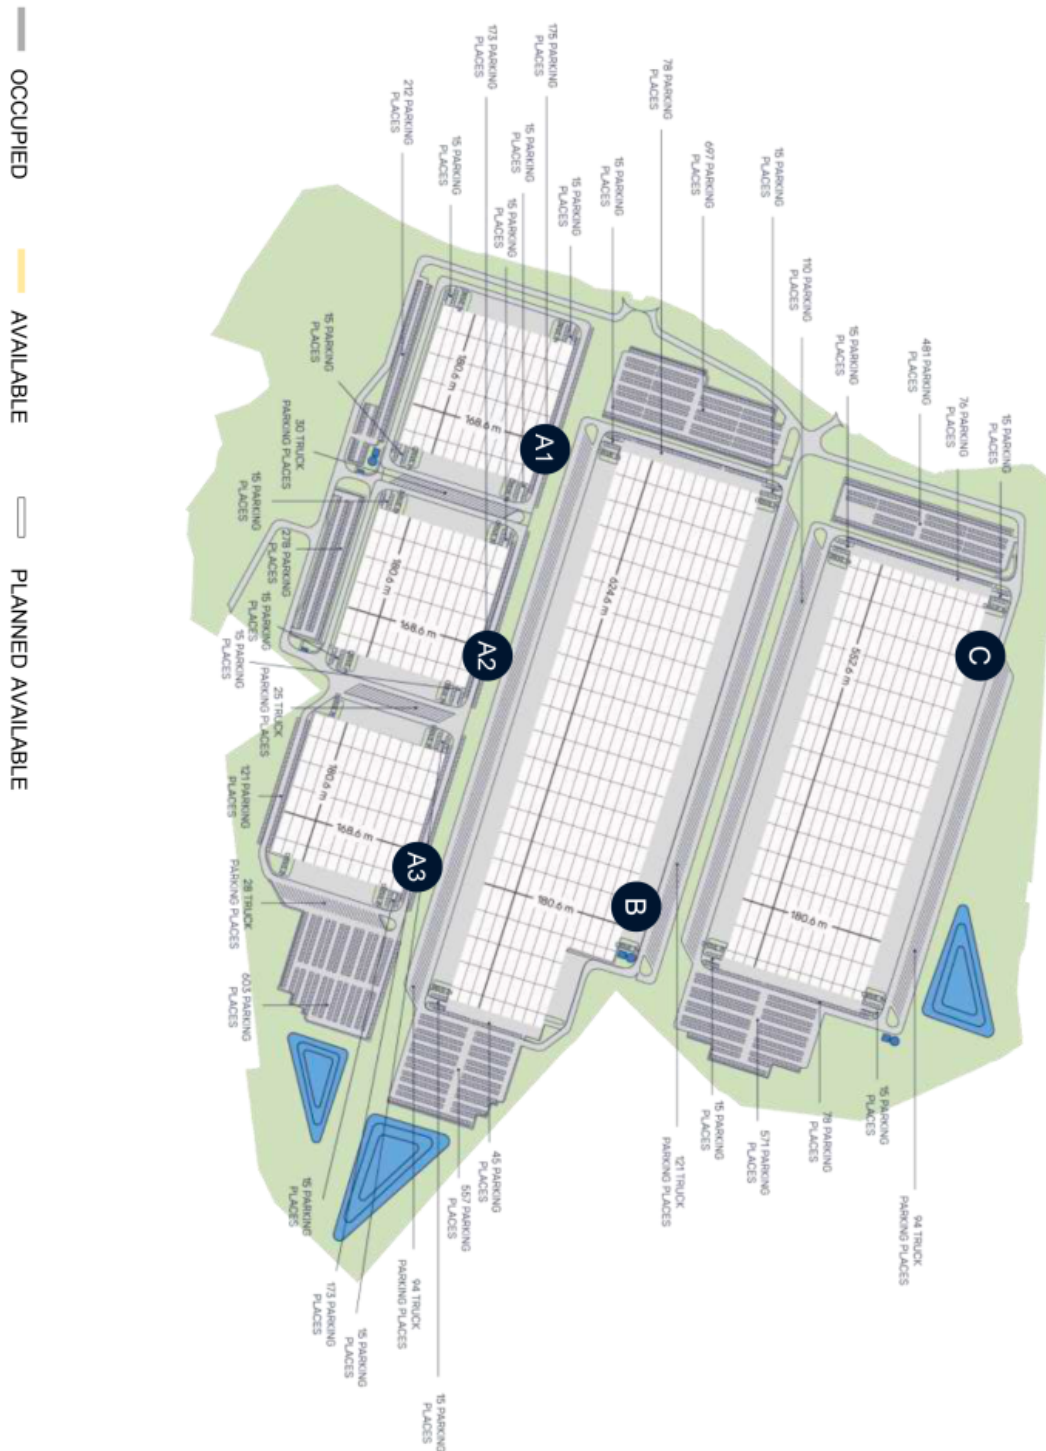 OCCUPIED
AVAILABLE
PLANNED AVAILABLE
212 PARKING
PLACES
15 PARKING
PLACES
173 PARKING
PLACES
15 PARKING
PLACES
15 PARKING
PLACES
175 PARKING
PLACES
15 PARKING
PLACES
15 PARKING
PLACES
78 PARKING
PLACES
697 PARKING
PLACES
15 PARKING
PLACES
110 PARKING
PLACES
15 PARKING
PLACES
481 PARKING
PLACES
76 PARKING
PLACES
15 PARKING
PLACES
15 PARKING
PLACES
30 TRUCK
PARKING PLACES
15 PARKING
PLACES
278 PARKING
PLACES
15 PARKING
PLACES
15 PARKING
PLACES
25 TRUCK
PARKING PLACES
121 PARKING
PLACES
28 TRUCK
PARKING PLACES
603 PARKING
PLACES
180.6 m
168.6 m
A1
180.6 m
168.6 m
A2
180.6 m
168.6 m
A3
624.6 m
180.6 m
B
552.6 m
180.6 m
C
15 PARKING
PLACES
173 PARKING
PLACES
15 PARKING
PLACES
94 TRUCK
PARKING PLACES
15 PARKING
PLACES
557 PARKING
PLACES
45 PARKING
PLACES
121 TRUCK
PARKING PLACES
15 PARKING
PLACES
571 PARKING
PLACES
78 PARKING
PLACES
15 PARKING
PLACES
94 TRUCK
PARKING PLACES